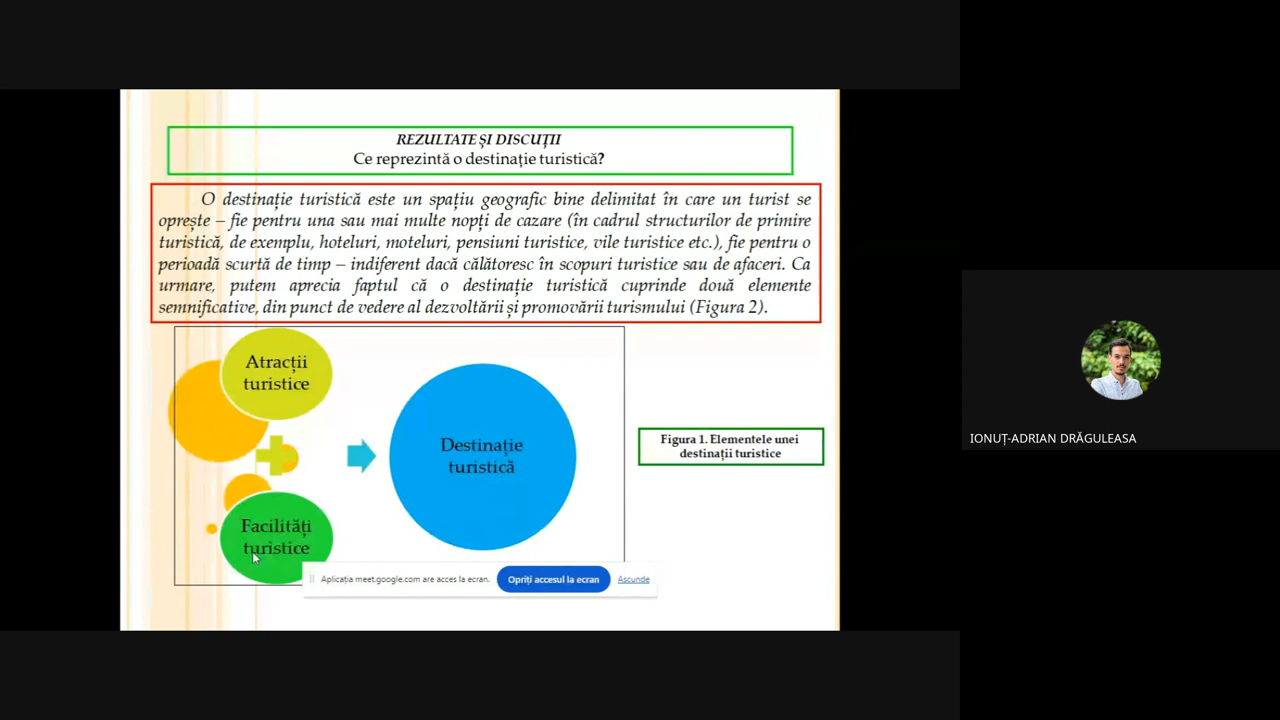 REZULTATE ȘI DISCUȚII
Ce reprezintă o destinație turistică?
O destinație turistică este un spațiu geografic bine delimitat în care un turist se
oprește – fie pentru una sau mai multe nopți de cazare (în cadrul structurilor de primire
turistică, de exemplu, hoteluri, moteluri, pensiuni turistice, vile turistice etc.), fie pentru o
perioadă scurtă de timp – indiferent dacă călătoresc în scopuri turistice sau de afaceri. Ca
urmare, putem aprecia faptul că o destinație turistică cuprinde două elemente
semnificative, din punct de vedere al dezvoltării și promovării turismului (Figura 2).
Atracții
turistice
Destinație
turistică
Facilități
turistice
Figura 1. Elementele unei
destinații turistice
IONUȚ-ADRIAN DRĂGULEASA
Aplicația meet.google.com are acces la ecran.
Opriți accesul la ecran
Ascunde